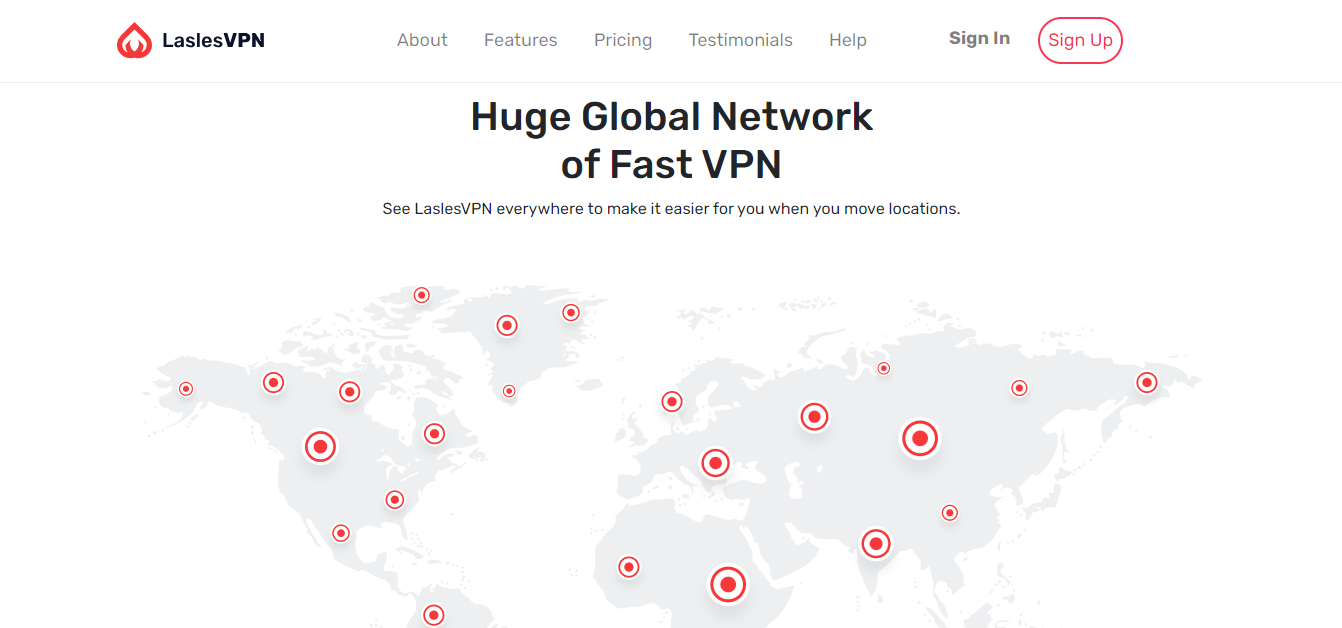 LaslesVPN
About
Features
Pricing
Testimonials
Help
Sign In
Sign Up
Huge Global Network
of Fast VPN
See LaslesVPN everywhere to make it easier for you when you move locations.